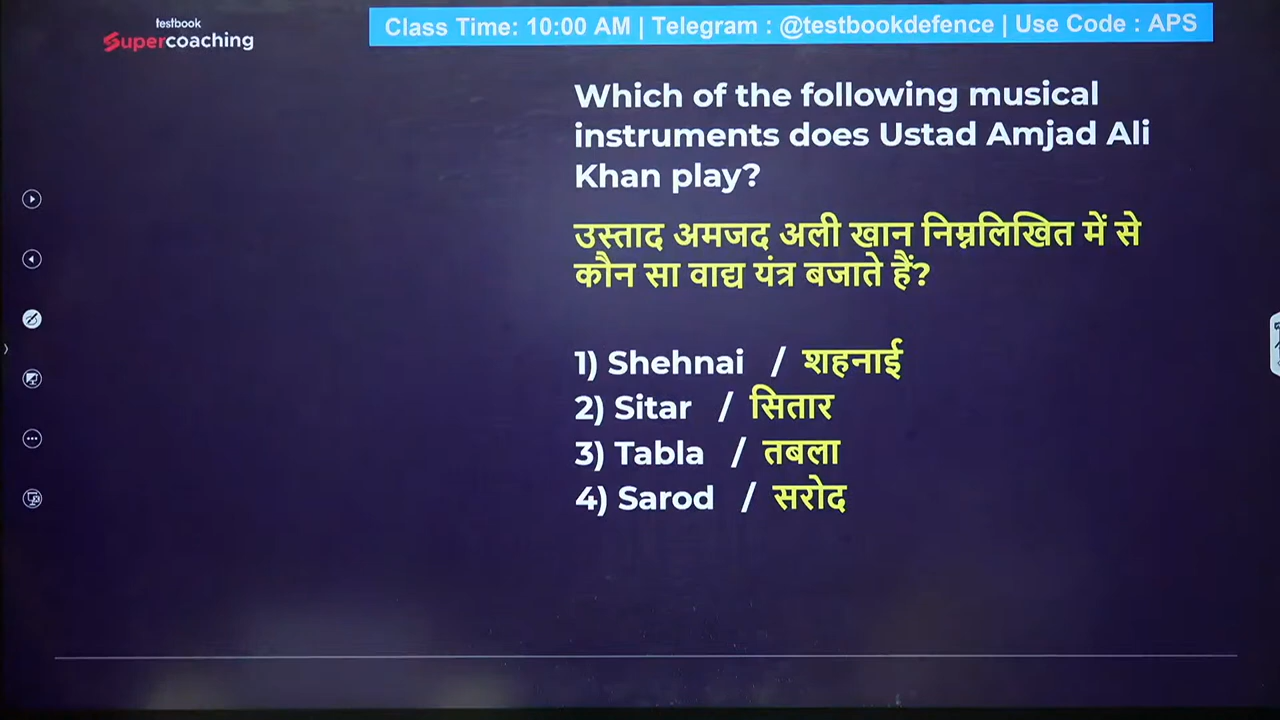 testbook
Supercoaching
Class Time: 10:00 AM | Telegram : @testbookdefence | Use Code : APS
Which of the following musical
instruments does Ustad Amjad Ali
Khan play?
उस्ताद अमजद अली खान निम्नलिखित में से
कौन सा वाद्य यंत्र बजाते हैं?
1) Shehnai / शहनाई
2) Sitar / सितार
3) Tabla / तबला
4) Sarod / सरोद